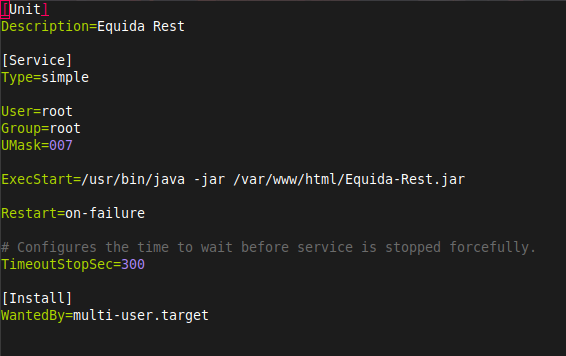 [Unit]
Description=Equida Rest
[Service]
Type=simple
User=root
Group=root
UMask=007
ExecStart=/usr/bin/java -jar /var/www/html/Equida-Rest.jar
Restart=on-failure
# Configures the time to wait before service is stopped forcefully.
TimeoutStopSec=300
[Install]
WantedBy=multi-user.target